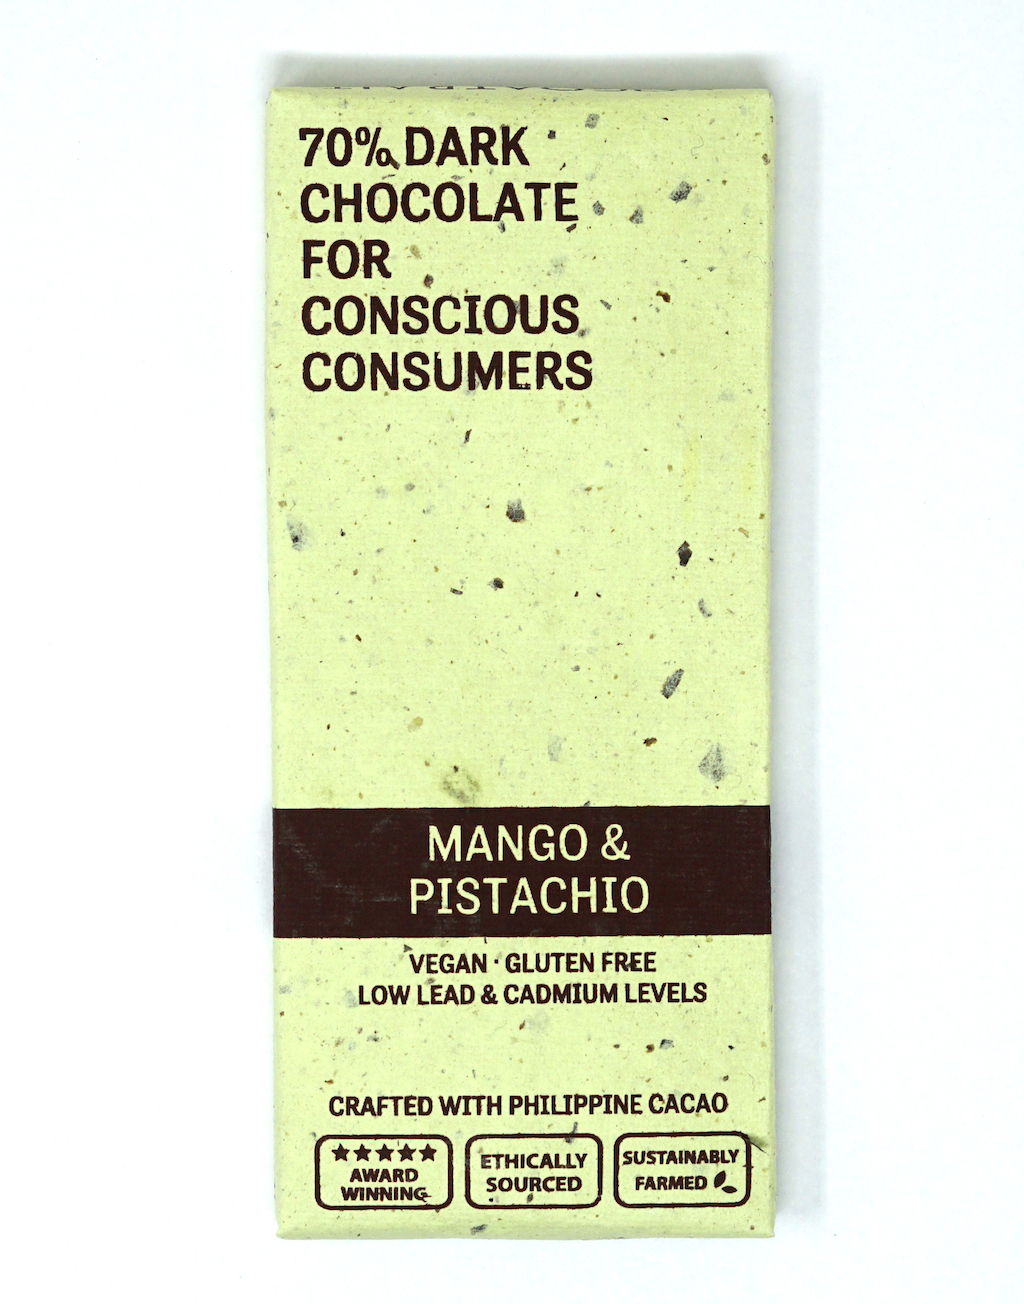 70% DARK
CHOCOLATE
FOR
CONSCIOUS
CONSUMERS
MANGO &
PISTACHIO
VEGAN · GLUTEN FREE
LOW LEAD & CADMIUM LEVELS
CRAFTED WITH PHILIPPINE CACAO
★★★★★
AWARD
WINNING
ETHICALLY
SOURCED
SUSTAINABLY
FARMED